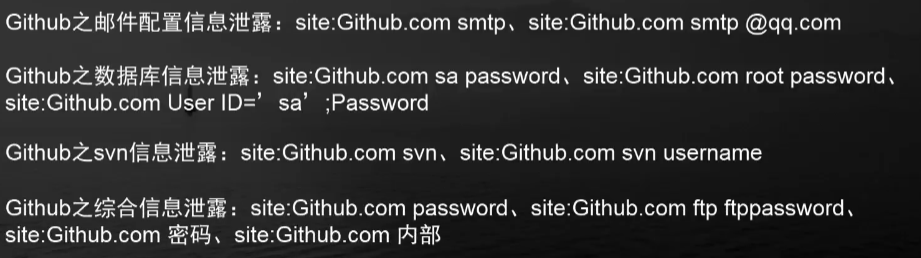 Github之邮件配置信息泄露：site:Github.com smtp、site:Github.com smtp @qq.com
Github之数据库信息泄露：site:Github.com sa password、site:Github.com root password、
site:Github.com User ID=’sa’;Password
Github之svn信息泄露：site:Github.com svn、site:Github.com svn username
Github之综合信息泄露：site:Github.com password、site:Github.com ftp ftppassword、
site:Github.com 密码、site:Github.com 内部